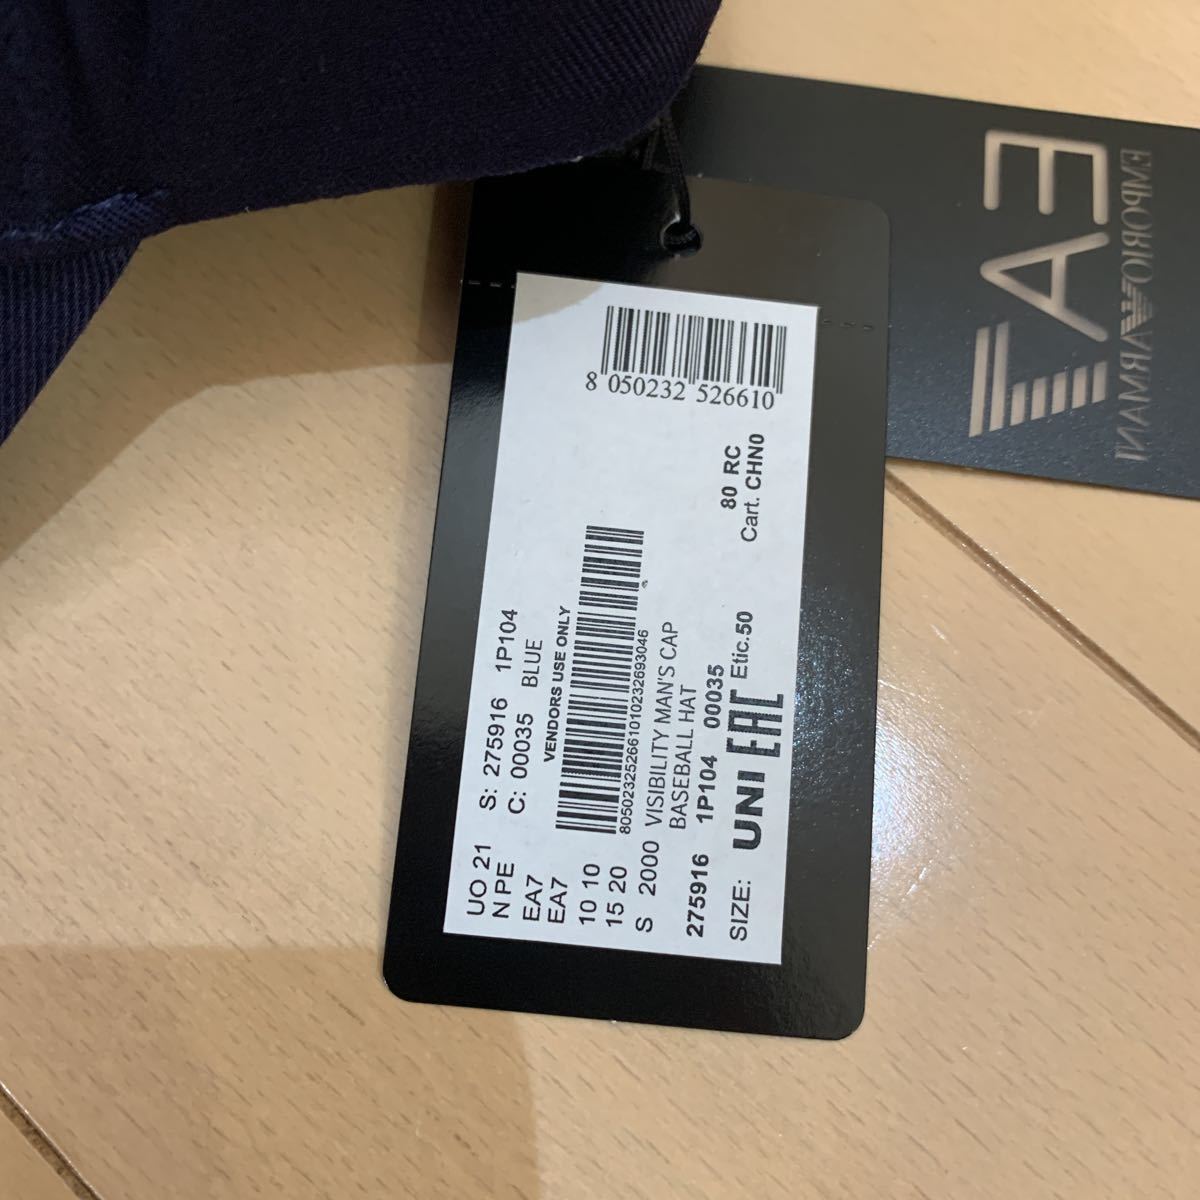 UO 21 S: 275916 1P104
N PE C: 00035 BLUE
EA7
EA7
VENDORS USE ONLY
10 10
15 20
8050232526610102326930​46
S 2000 VISIBILITY MAN'S CAP
BASEBALL HAT
275916 1P104 00035
SIZE: UNI EAC Etic.50
80 RC
Cart. CHN0
8 050232 526610
EA7
EMPORIO ARMANI